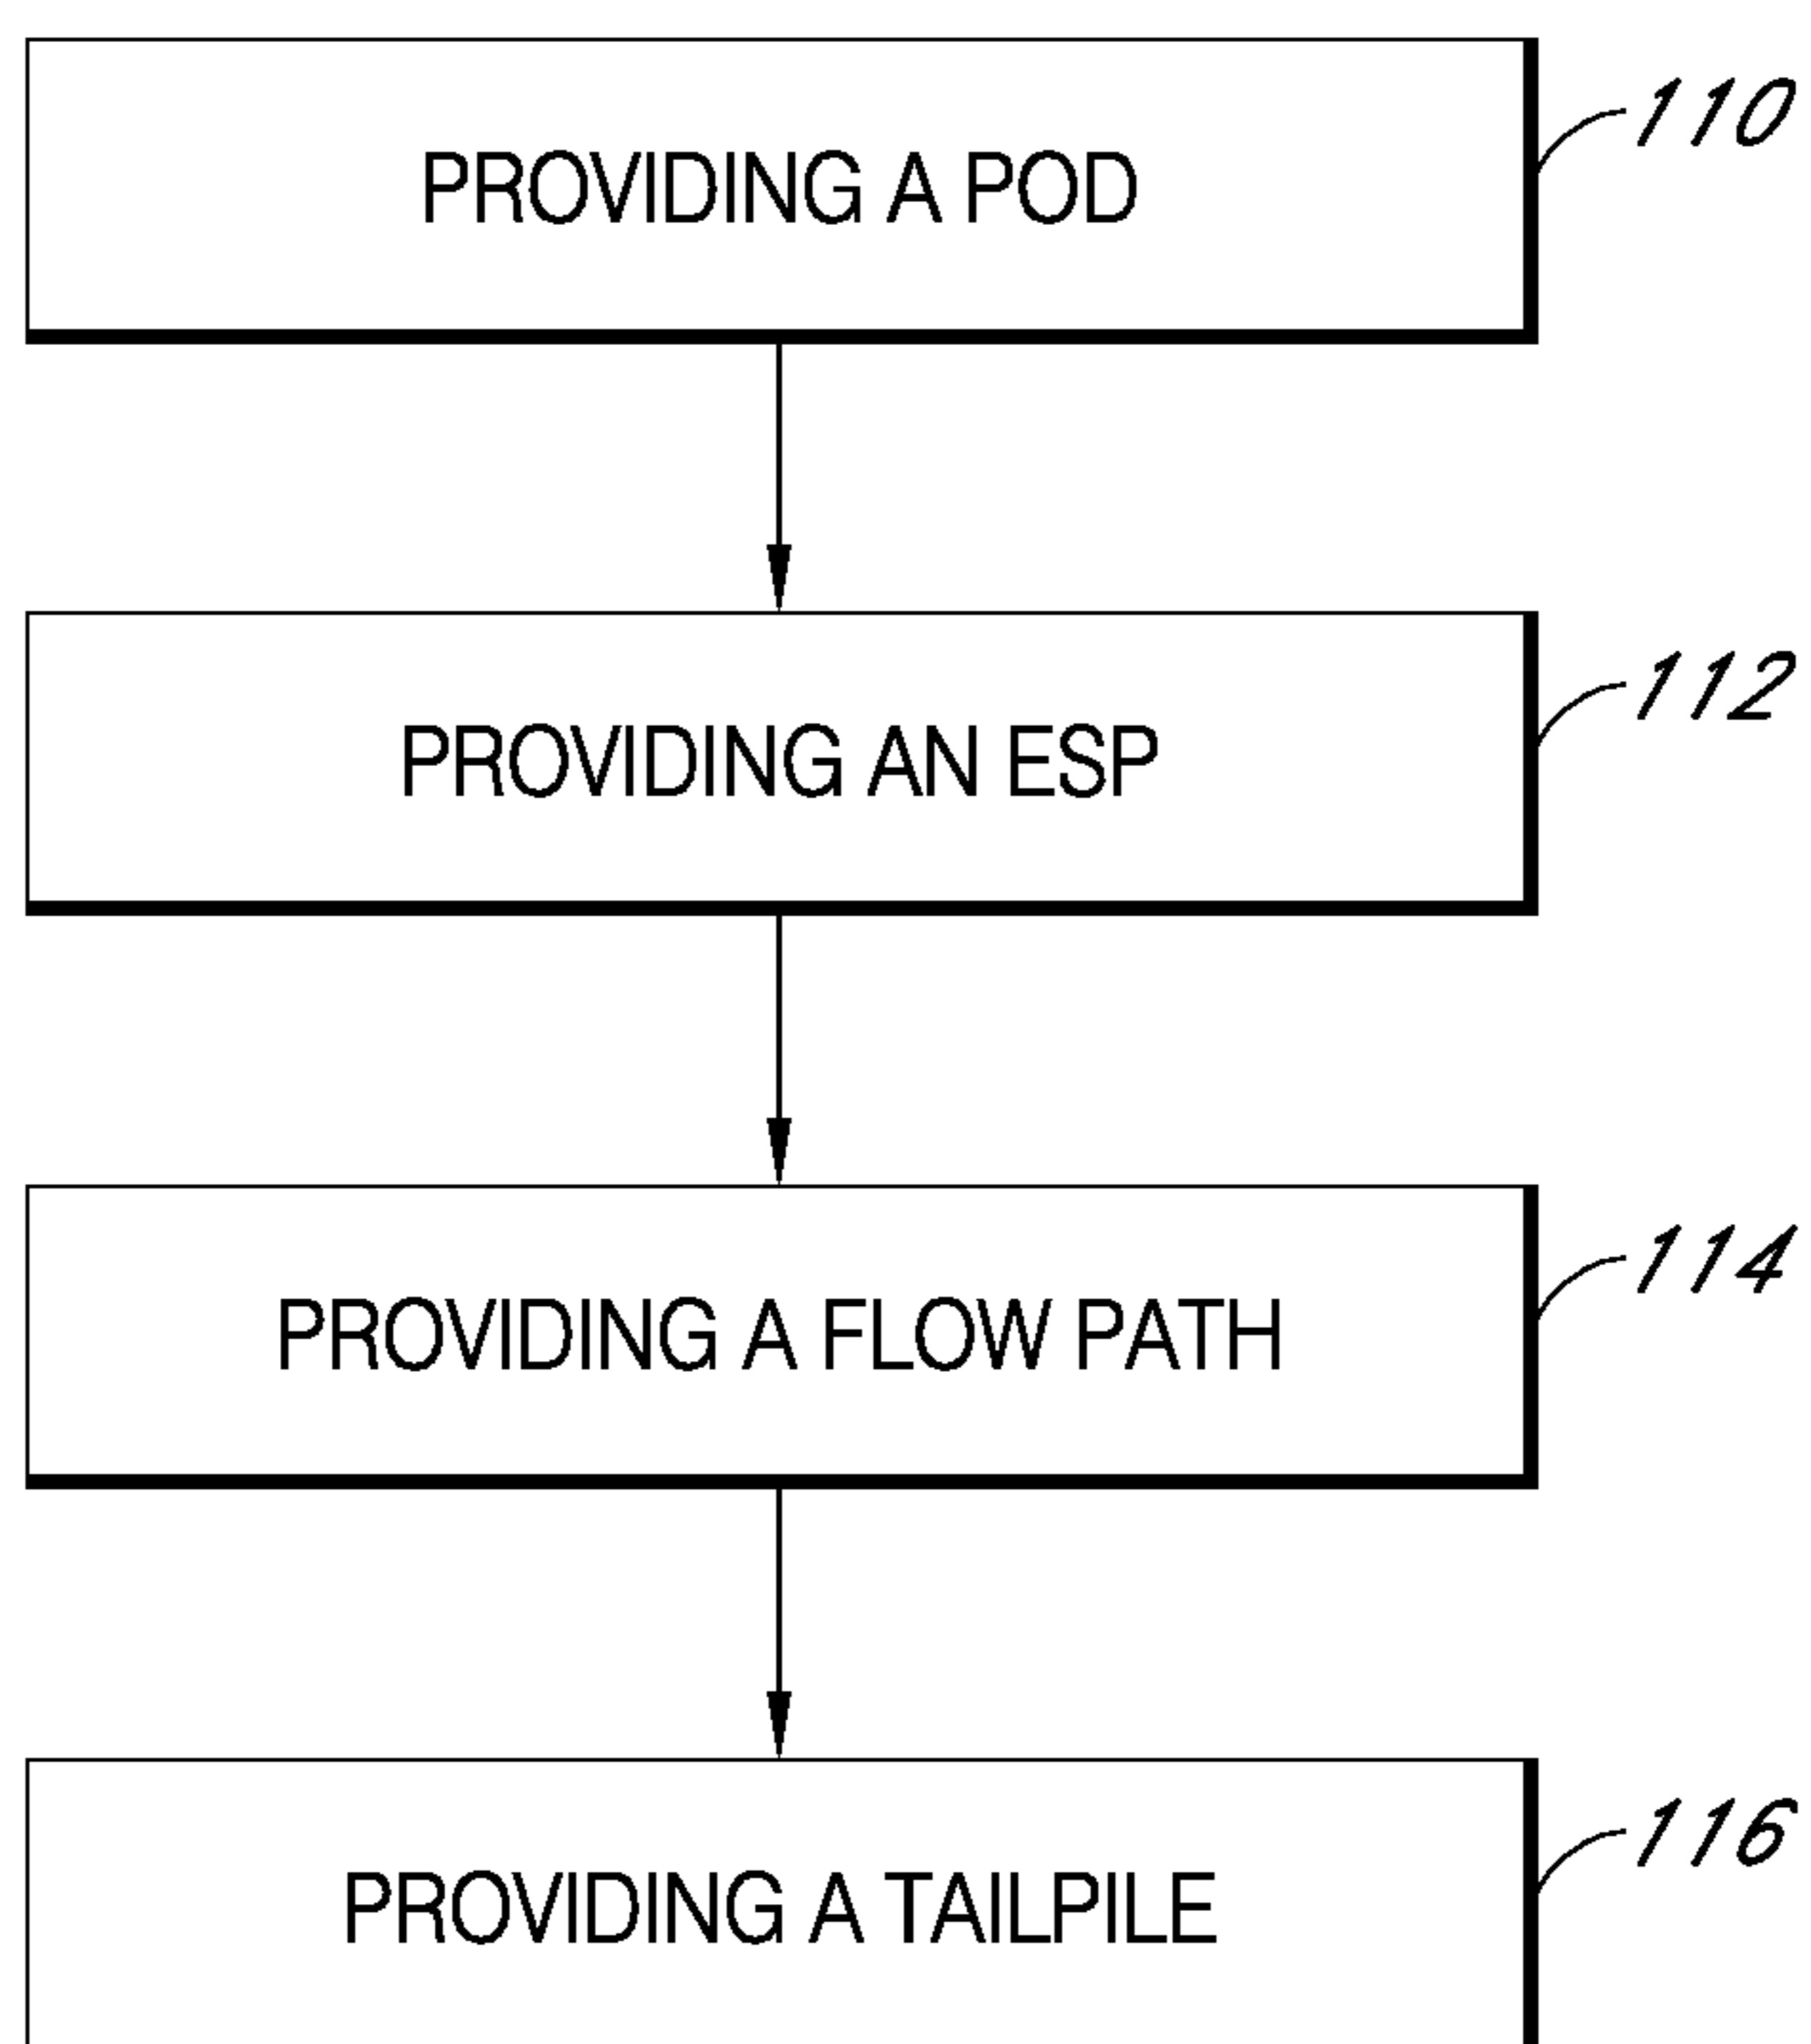 PROVIDING A POD
110
PROVIDING AN ESP
112
PROVIDING A FLOW PATH
114
PROVIDING A TAILPILE
116